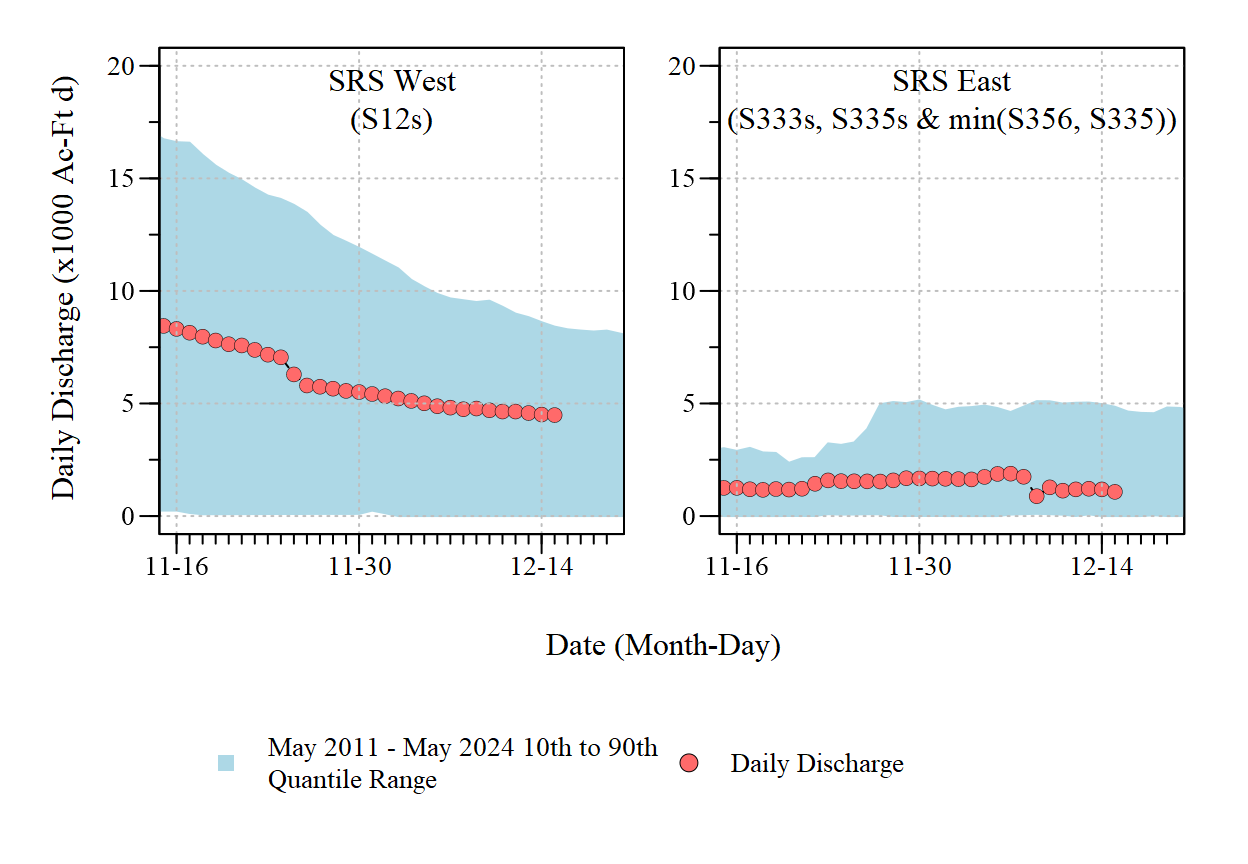 SRS West
(S12s)
20
15
10
5
0
11-16
11-30
12-14
Daily Discharge (x1000 Ac-Ft d)
SRS East
(S333s, S335s & min(S356, S335))
20
15
10
5
0
11-16
11-30
12-14
Date (Month-Day)
May 2011 - May 2024 10th to 90th
Quantile Range
Daily Discharge